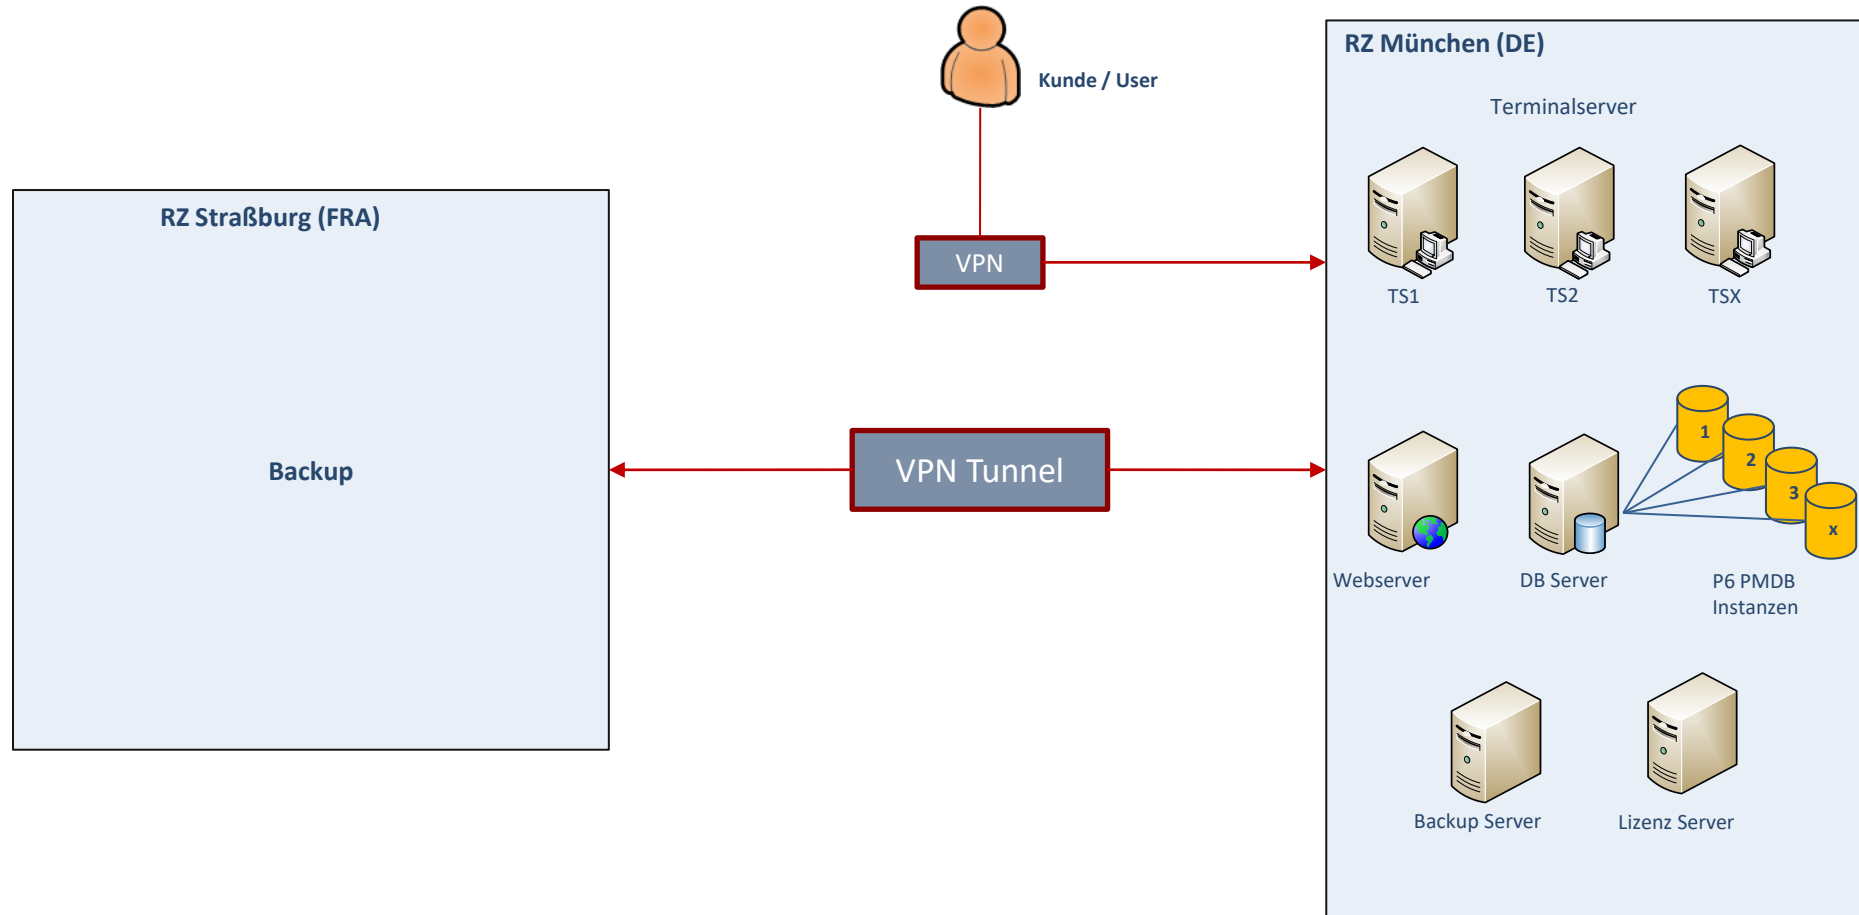 Kunde / User
RZ München (DE)
Terminalserver
TS1
TS2
TSX
RZ Straßburg (FRA)
VPN
Backup
VPN Tunnel
1
2
3
x
Webserver
DB Server
P6 PMDB
Instanzen
Backup Server
Lizenz Server